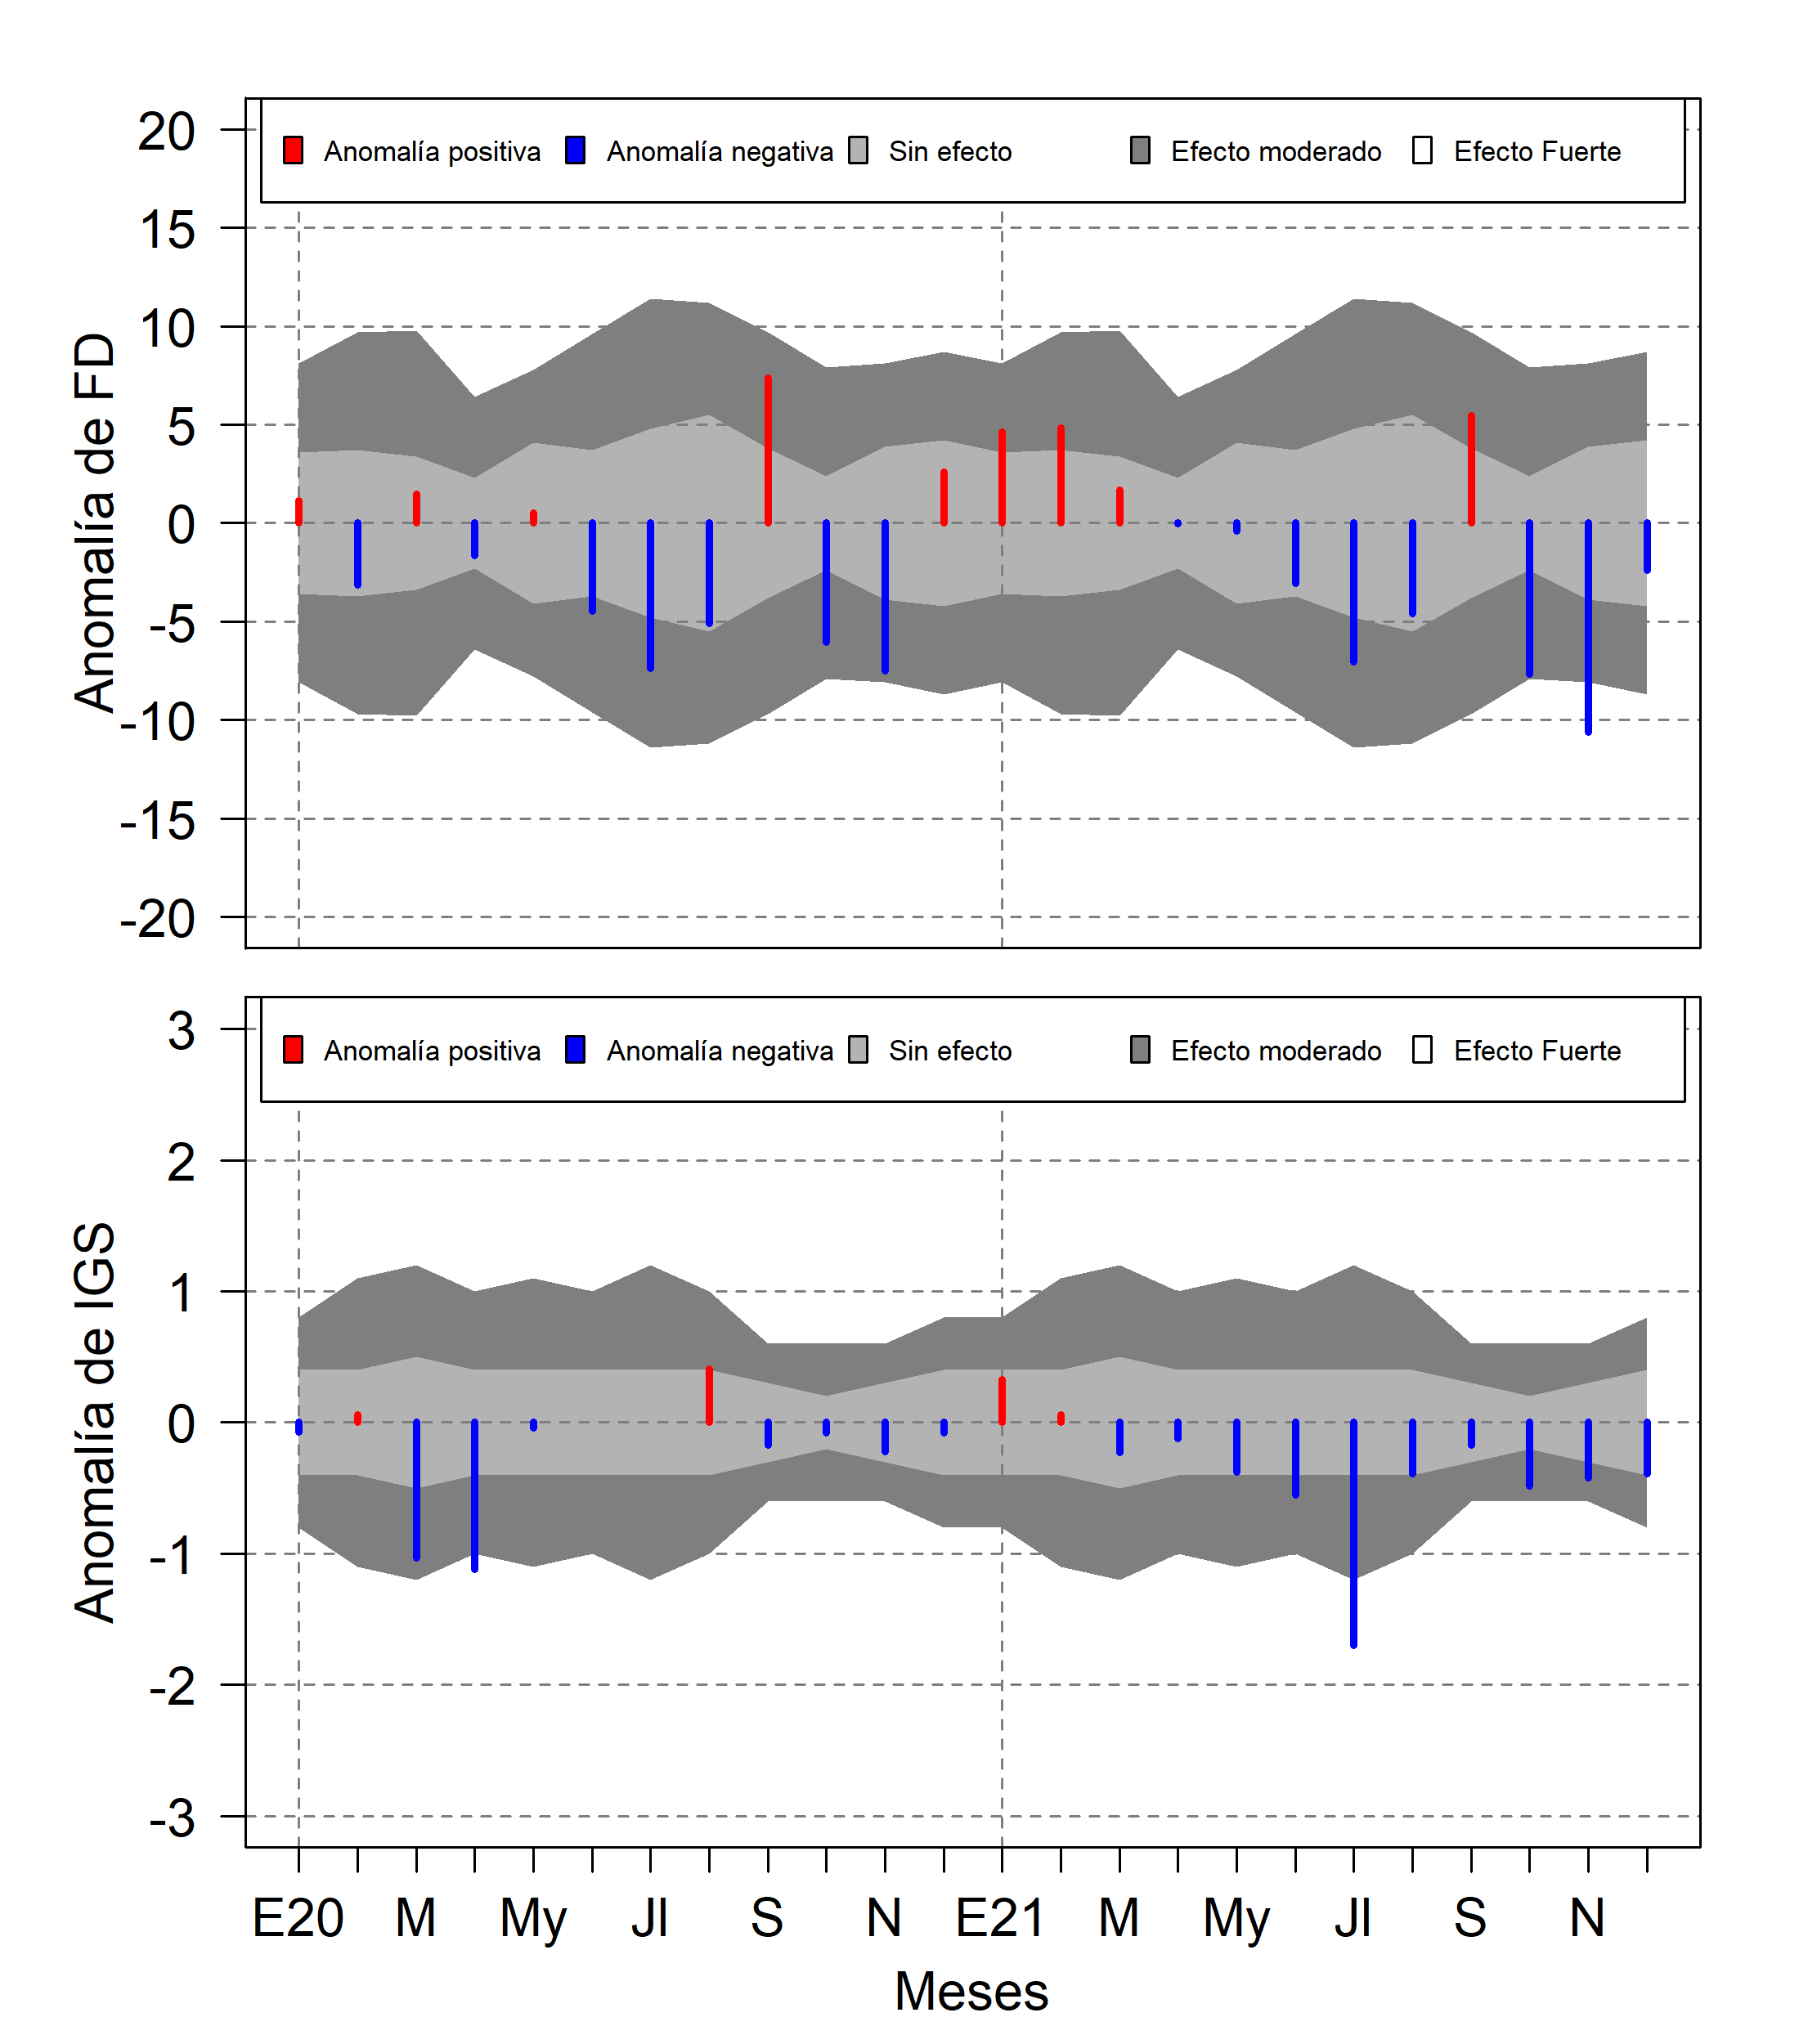 Anomalía positiva Anomalía negativa Sin efecto Efecto moderado Efecto Fuerte
20
15
10
5
0
-5
-10
-15
-20
Anomalía de FD
Anomalía positiva Anomalía negativa Sin efecto Efecto moderado Efecto Fuerte
3
2
1
0
-1
-2
-3
Anomalía de IGS
E20 M My Jl S N E21 M My Jl S N
Meses